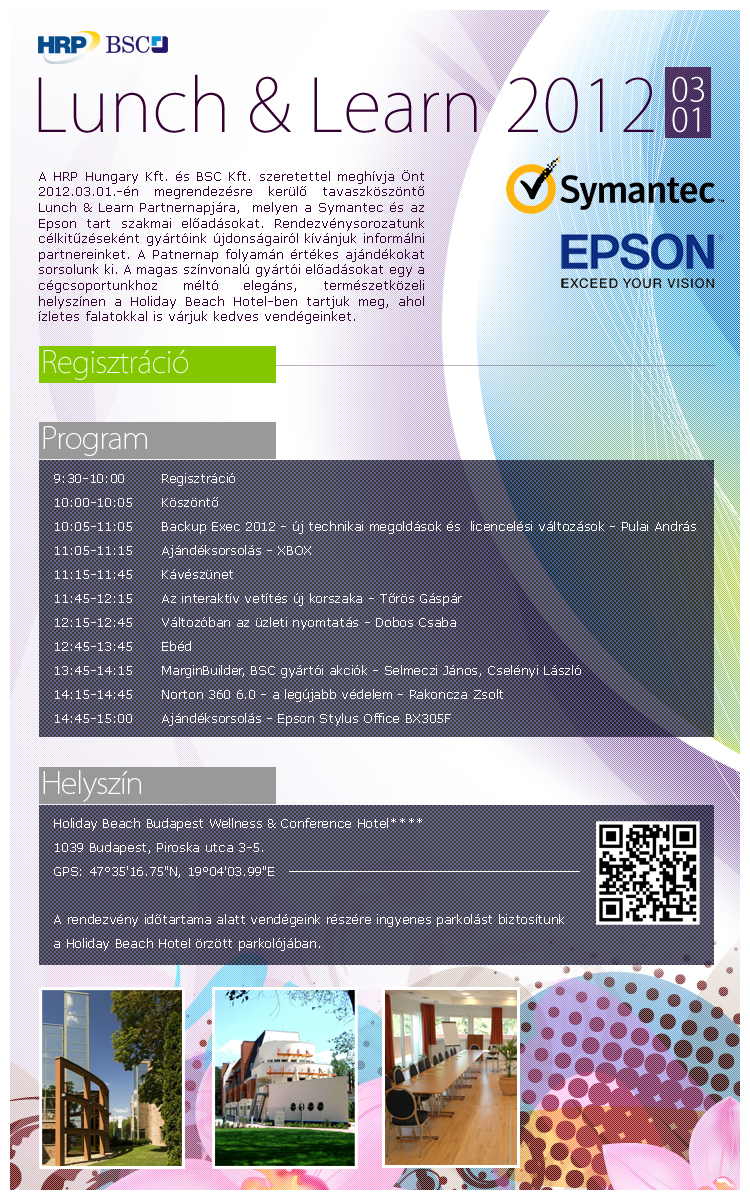 HRP BSC
Lunch & Learn 2012 03 01
A HRP Hungary Kft. és BSC Kft. szeretettel meghívja Önt
2012.03.01.-én megrendezésre kerülő tavaszköszöntő
Lunch & Learn Partnernapjára, melyen a Symantec és az
Epson tart szakmai előadásokat. Rendezvénysorozatunk
célkitűzéseként gyártóink újdonságairól kívánjuk informálni
partnereinket. A Patnernap folyamán értékes ajándékokat
sorsolunk ki. A magas színvonalú gyártói előadásokat egy a
cégcsoportunkhoz méltó elegáns, természetközeli
helyszínen a Holiday Beach Hotel-ben tartjuk meg, ahol
ízletes falatokkal is várjuk kedves vendégeinket.
Symantec™
EPSON®
EXCEED YOUR VISION
Regisztráció
Program
9:30-10:00 Regisztráció
10:00-10:05 Köszöntő
10:05-11:05 Backup Exec 2012 - új technikai megoldások és licencelési változások - Pulai András
11:05-11:15 Ajándéksorsolás - XBOX
11:15-11:45 Kávészünet
11:45-12:15 Az interaktív vetítés új korszaka - Tőrös Gáspár
12:15-12:45 Változóban az üzleti nyomtatás - Dobos Csaba
12:45-13:45 Ebéd
13:45-14:15 MarginBuilder, BSC gyártói akciók - Selmeczi János, Cselényi László
14:15-14:45 Norton 360 6.0 - a legújabb védelem - Rakoncza Zsolt
14:45-15:00 Ajándéksorsolás - Epson Stylus Office BX305F
Helyszín
Holiday Beach Budapest Wellness & Conference Hotel****
1039 Budapest, Piroska utca 3-5.
GPS: 47°35'16.75"N, 19°04'03.99"E
A rendezvény időtartama alatt vendégeink részére ingyenes parkolást biztosítunk
a Holiday Beach Hotel őrzött parkolójában.